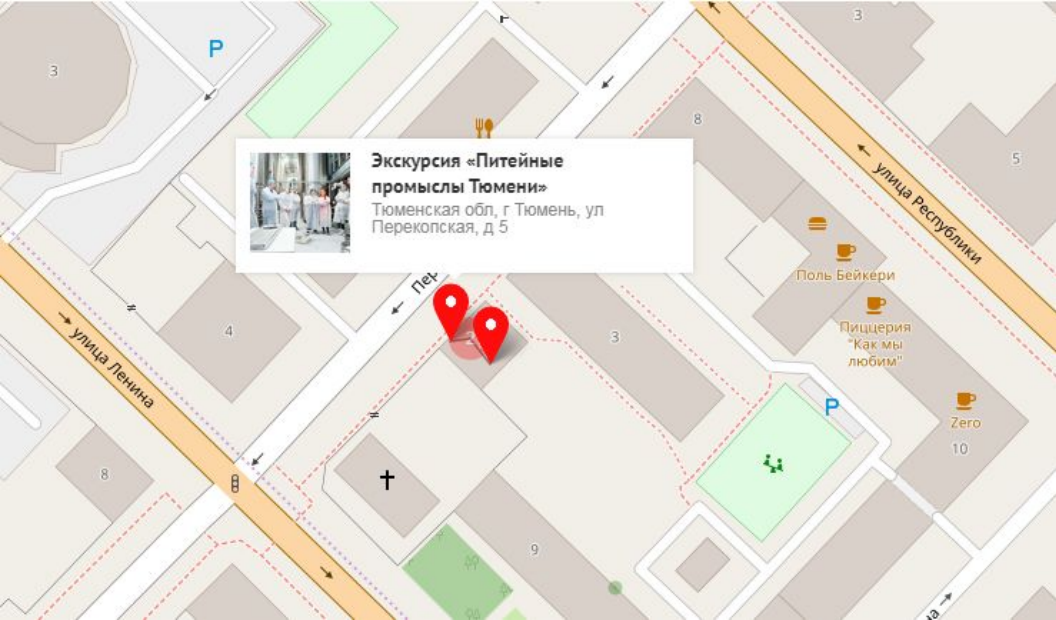 3
P
3
8
5
улица Республики
Экскурсия «Питейные
промыслы Тюмени»
Тюменская обл, г Тюмень, ул
Перекопская, д 5
Поль Бейкери
Пер
Пиццерия
"Как мы
любим"
4
3
улица Ленина
P
Zero
10
8
9
на